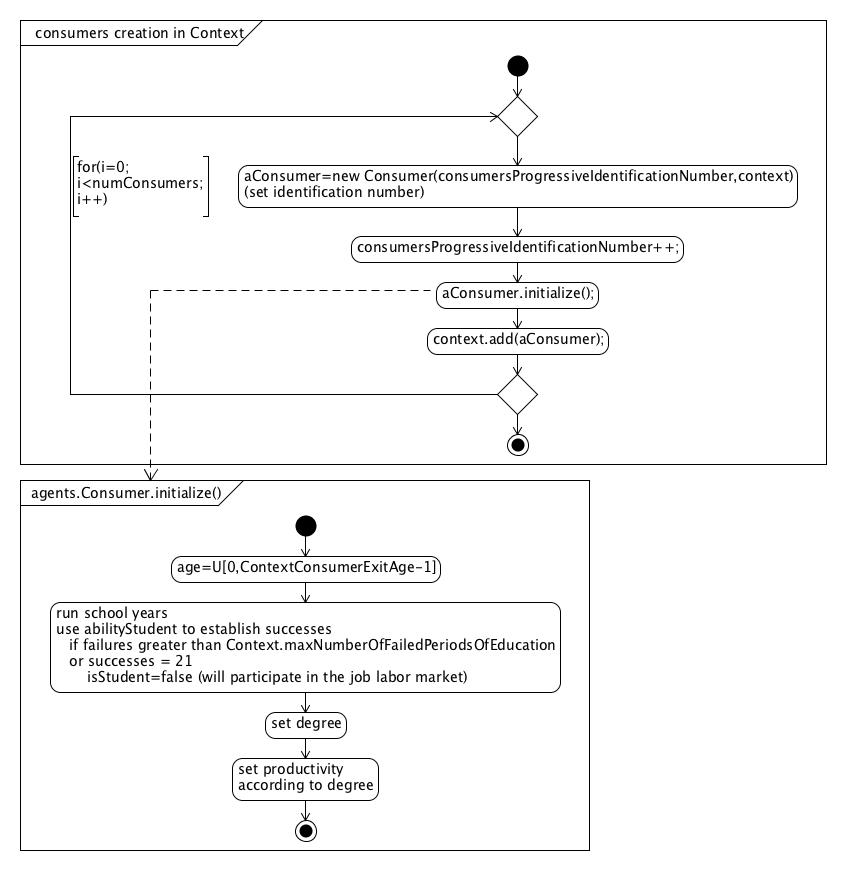 consumers creation in Context
for(i=0;
i<numConsumers;
i++)
aConsumer=new Consumer(consumersProgressiveIdentificationNumber,context)
(set identification number)
consumersProgressiveIdentificationNumber++;
aConsumer.initialize();
context.add(aConsumer);
agents.Consumer.initialize()
age=U[0,ContextConsumerExitAge-1]
run school years
use abilityStudent to establish successes
if failures greater than Context.maxNumberOfFailedPeriodsOfEducation
or successes = 21
isStudent=false (will participate in the job labor market)
set degree
set productivity
according to degree